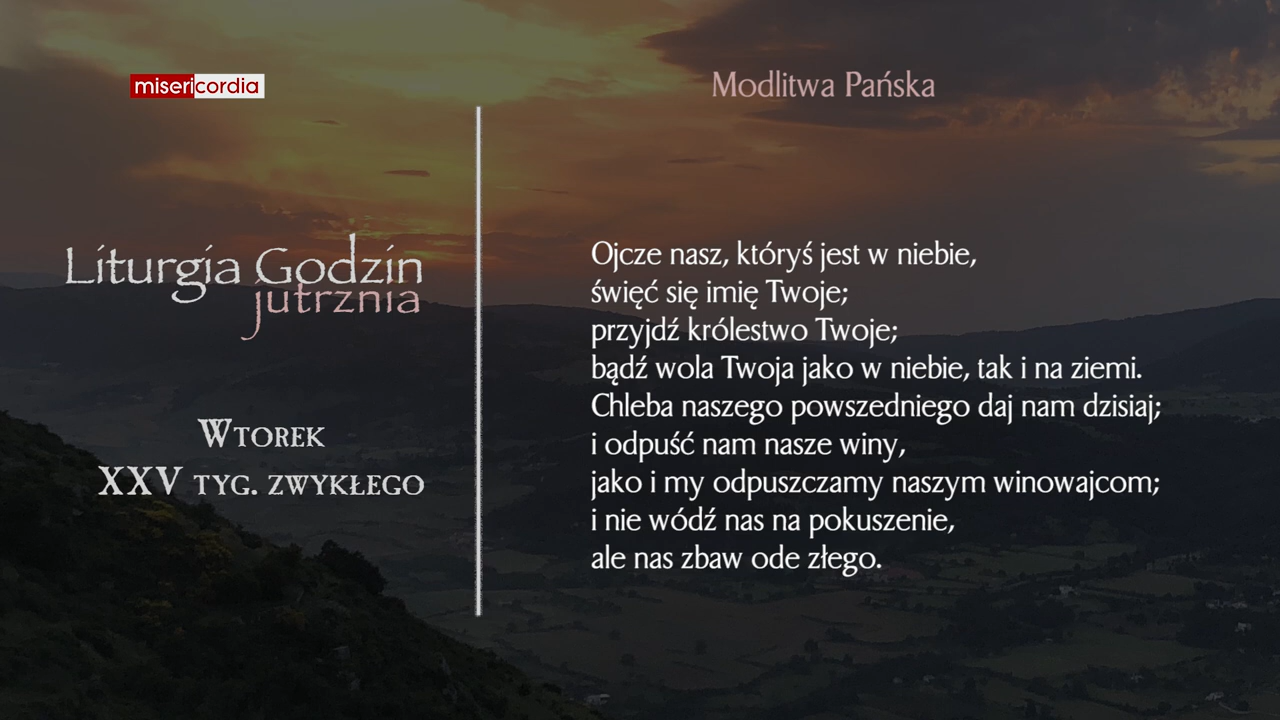 misericordia
Liturgia Godzin
jutrznia
Wtorek
XXV tyg. zwykłego
Modlitwa Pańska
Ojcze nasz, któryś jest w niebie,
święć się imię Twoje;
przyjdź królestwo Twoje;
bądź wola Twoja jako w niebie, tak i na ziemi.
Chleba naszego powszedniego daj nam dzisiaj;
i odpuść nam nasze winy,
jako i my odpuszczamy naszym winowajcom;
i nie wódź nas na pokuszenie,
ale nas zbaw ode złego.